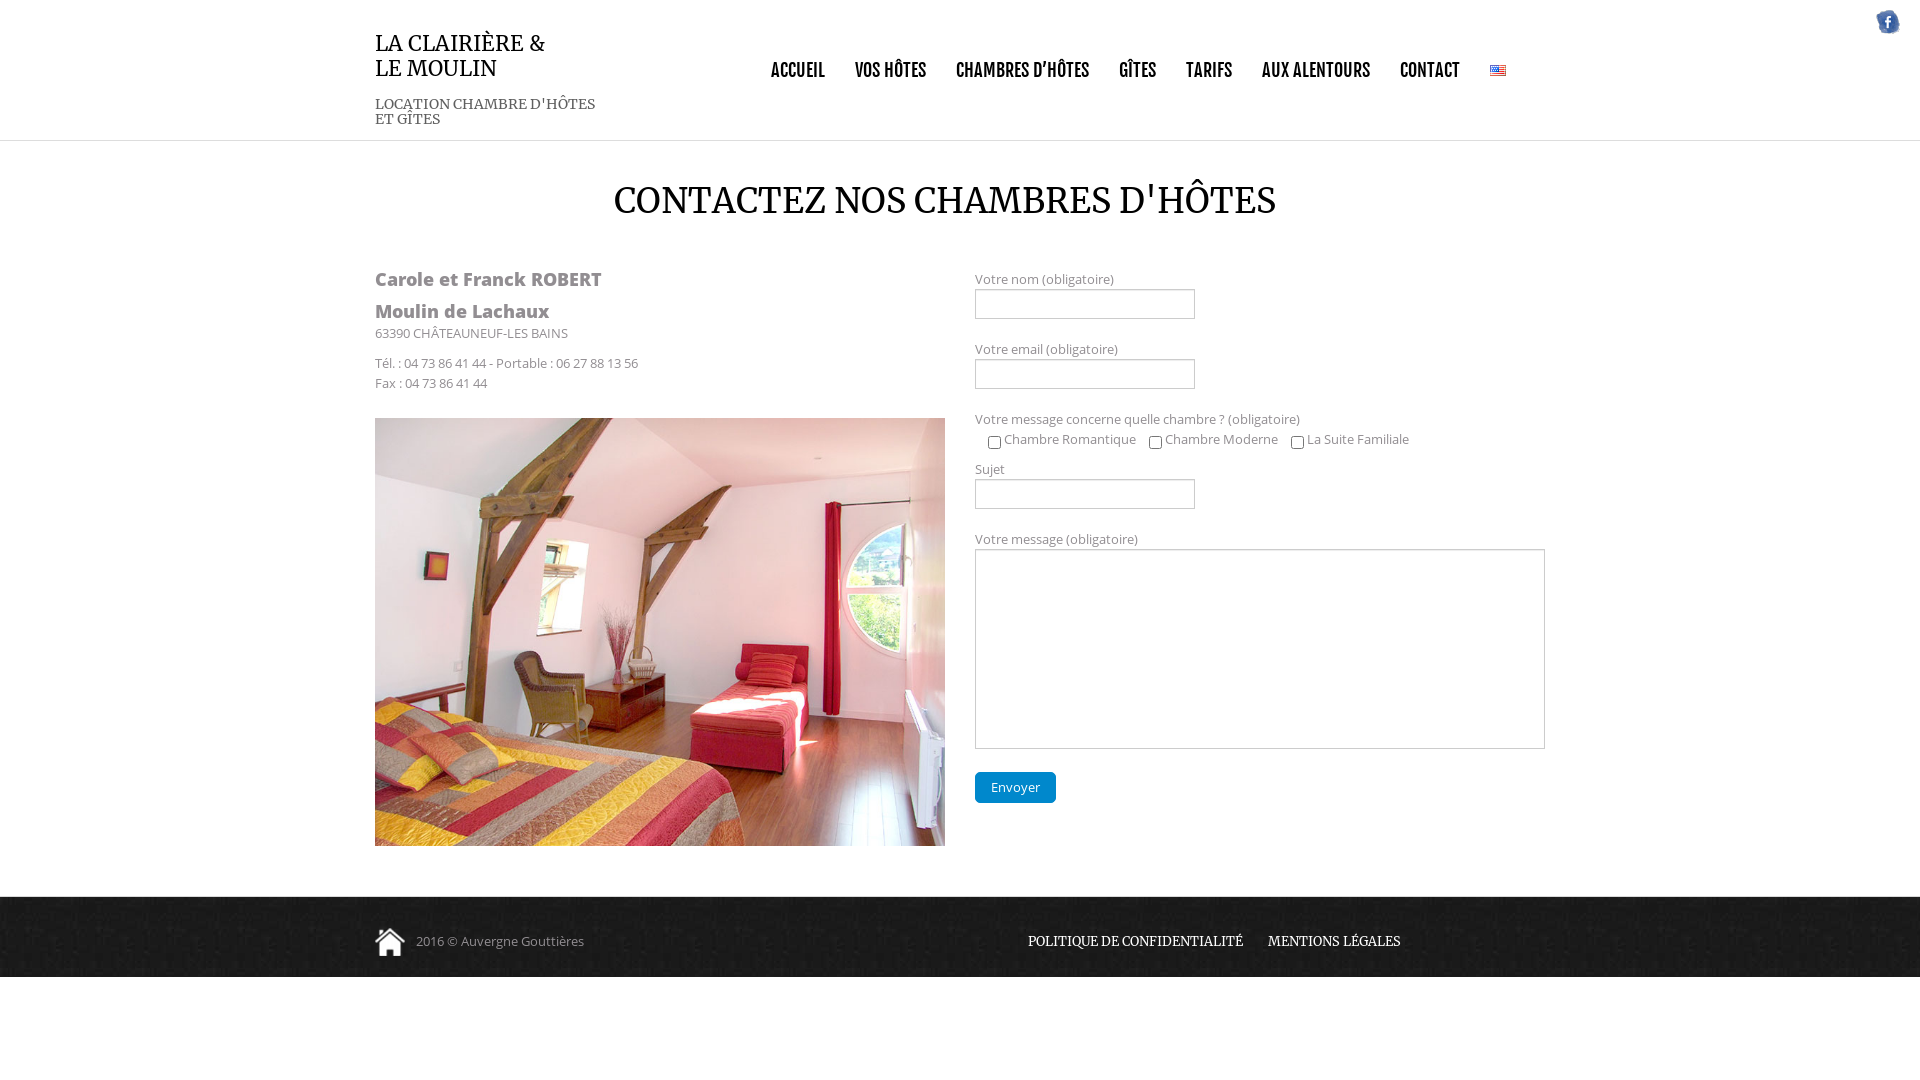 LA CLAIRIÈRE &
LE MOULIN
LOCATION CHAMBRE D'HÔTES
ET GÎTES
ACCUEIL
VOS HÔTES
CHAMBRES D’HÔTES
GÎTES
TARIFS
AUX ALENTOURS
CONTACT
CONTACTEZ NOS CHAMBRES D'HÔTES
Carole et Franck ROBERT
Moulin de Lachaux
63390 CHÂTEAUNEUF-LES BAINS
Tél. : 04 73 86 41 44 - Portable : 06 27 88 13 56
Fax : 04 73 86 41 44
Votre nom (obligatoire)
Votre email (obligatoire)
Votre message concerne quelle chambre ? (obligatoire)
Chambre Romantique Chambre Moderne La Suite Familiale
Sujet
Votre message (obligatoire)
Envoyer
2016 © Auvergne Gouttières
POLITIQUE DE CONFIDENTIALITÉ
MENTIONS LÉGALES